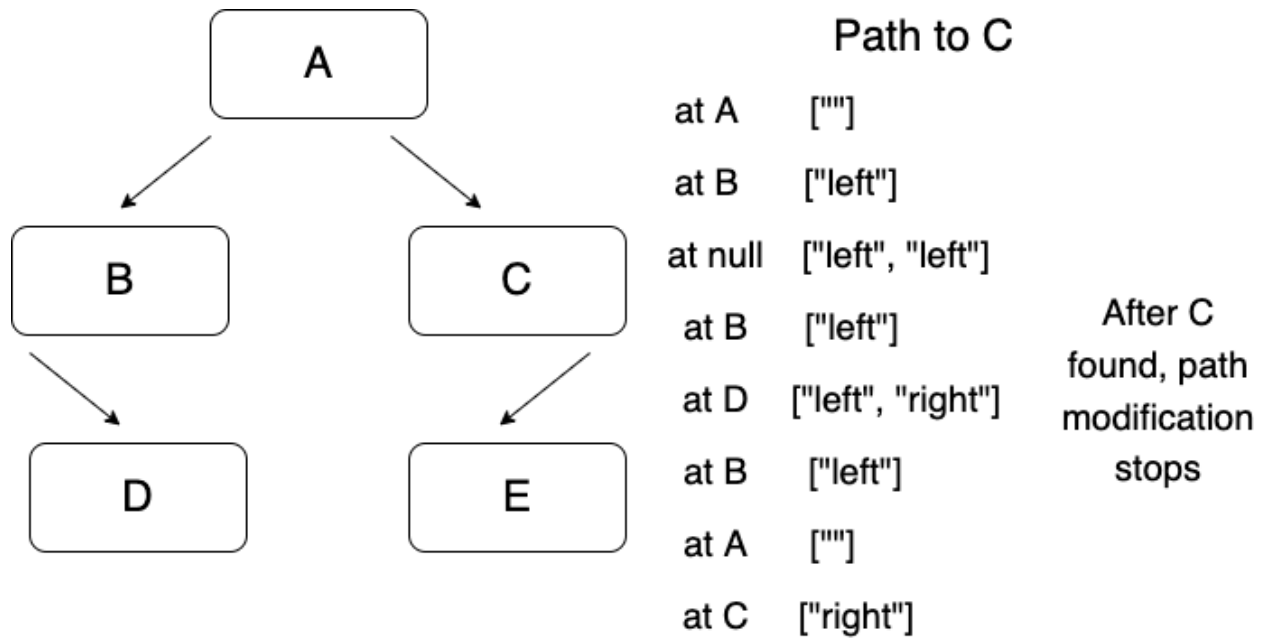 A
B
C
D
E
Path to C
at A [""]
at B ["left"]
at null ["left", "left"]
at B ["left"]
at D ["left", "right"]
at B ["left"]
at A [""]
at C ["right"]
After C
found, path
modification
stops